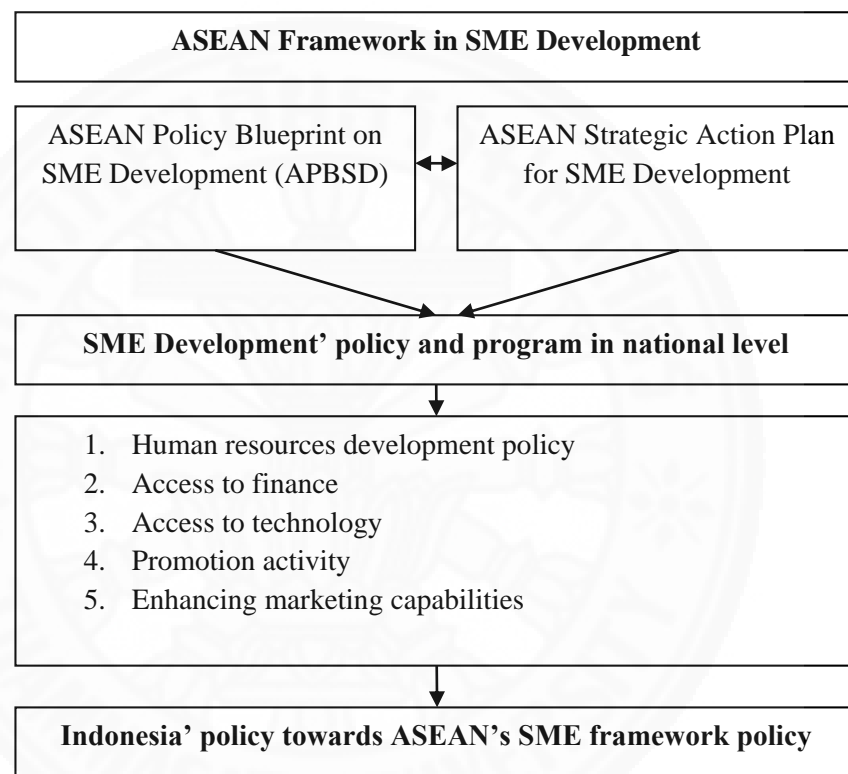 ASEAN Framework in SME Development
ASEAN Policy Blueprint on
SME Development (APBSD)
ASEAN Strategic Action Plan
for SME Development
SME Development’ policy and program in national level
1. Human resources development policy
2. Access to finance
3. Access to technology
4. Promotion activity
5. Enhancing marketing capabilities
Indonesia’ policy towards ASEAN’s SME framework policy